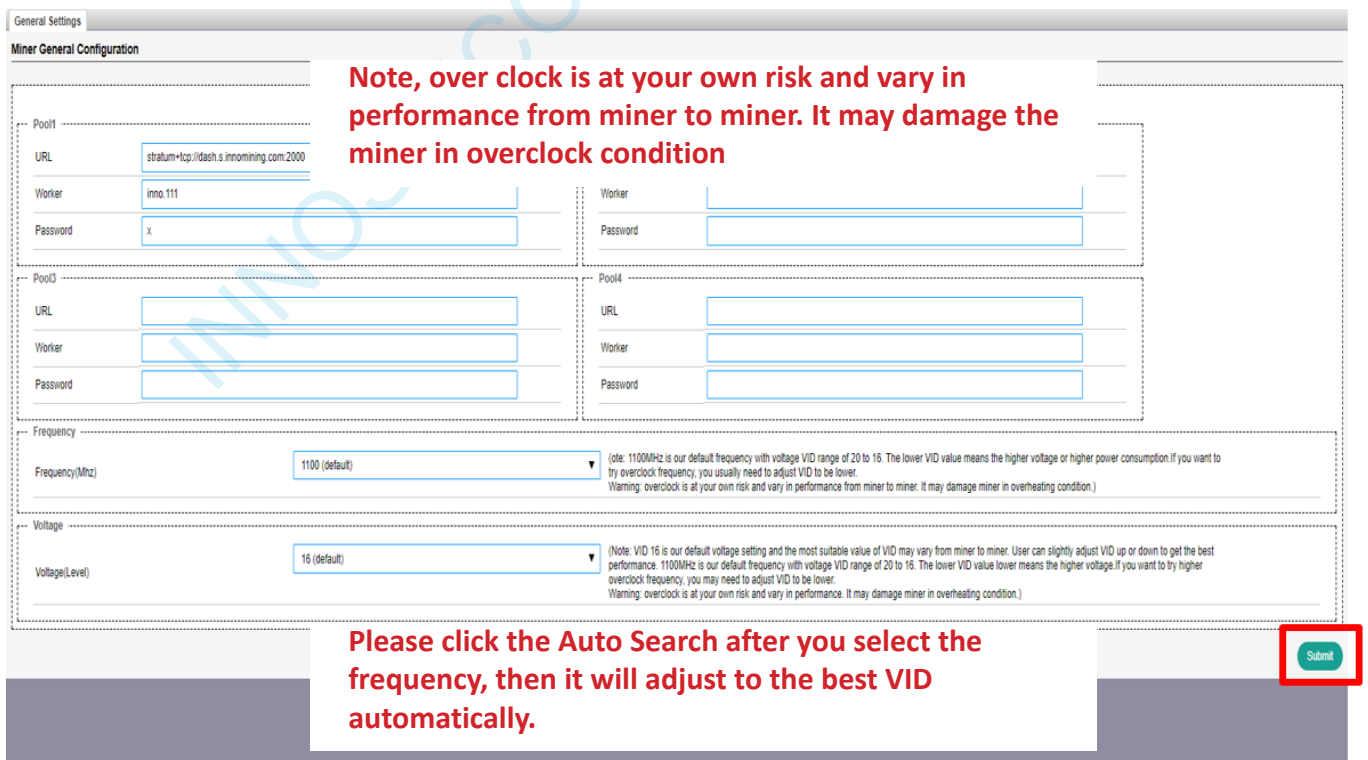 General Settings
Miner General Configuration
Note, over clock is at your own risk and vary in
performance from miner to miner. It may damage the
miner in overclock condition
Pool1
URL
stratum+tcp://dash.s.innomining.com:2000
Worker
inno.111
Worker
Password
x
Password
Pool3
Pool4
URL
URL
Worker
Worker
Password
Password
Frequency
Frequency(Mhz)
1100 (default)
(ote: 1100MHz is our default frequency with voltage VID range of 20 to 16. The lower VID value means the higher voltage or higher power consumption.If you want to
try overclock frequency, you usually need to adjust VID to be lower.
Warning: overclock is at your own risk and vary in performance from miner to miner. It may damage miner in overheating condition.)
Voltage
Voltage(Level)
16 (default)
(Note: VID 16 is our default voltage setting and the most suitable value of VID may vary from miner to miner. User can slightly adjust VID up or down to get the best
performance. 1100MHz is our default frequency with voltage VID range of 20 to 16. The lower VID value lower means the higher voltage.If you want to try higher
overclock frequency, you may need to adjust VID to be lower.
Warning: overclock is at your own risk and vary in performance. It may damage miner in overheating condition.)
Please click the Auto Search after you select the
frequency, then it will adjust to the best VID
automatically.
Submit